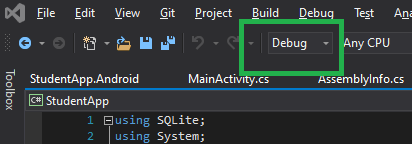 File Edit View Git Project Build Debug Test An
Debug Any CPU
Toolbox
StudentApp.Android MainActivity.cs AssemblyInfo.cs
C# StudentApp
1 using SQLite;
2 using System;